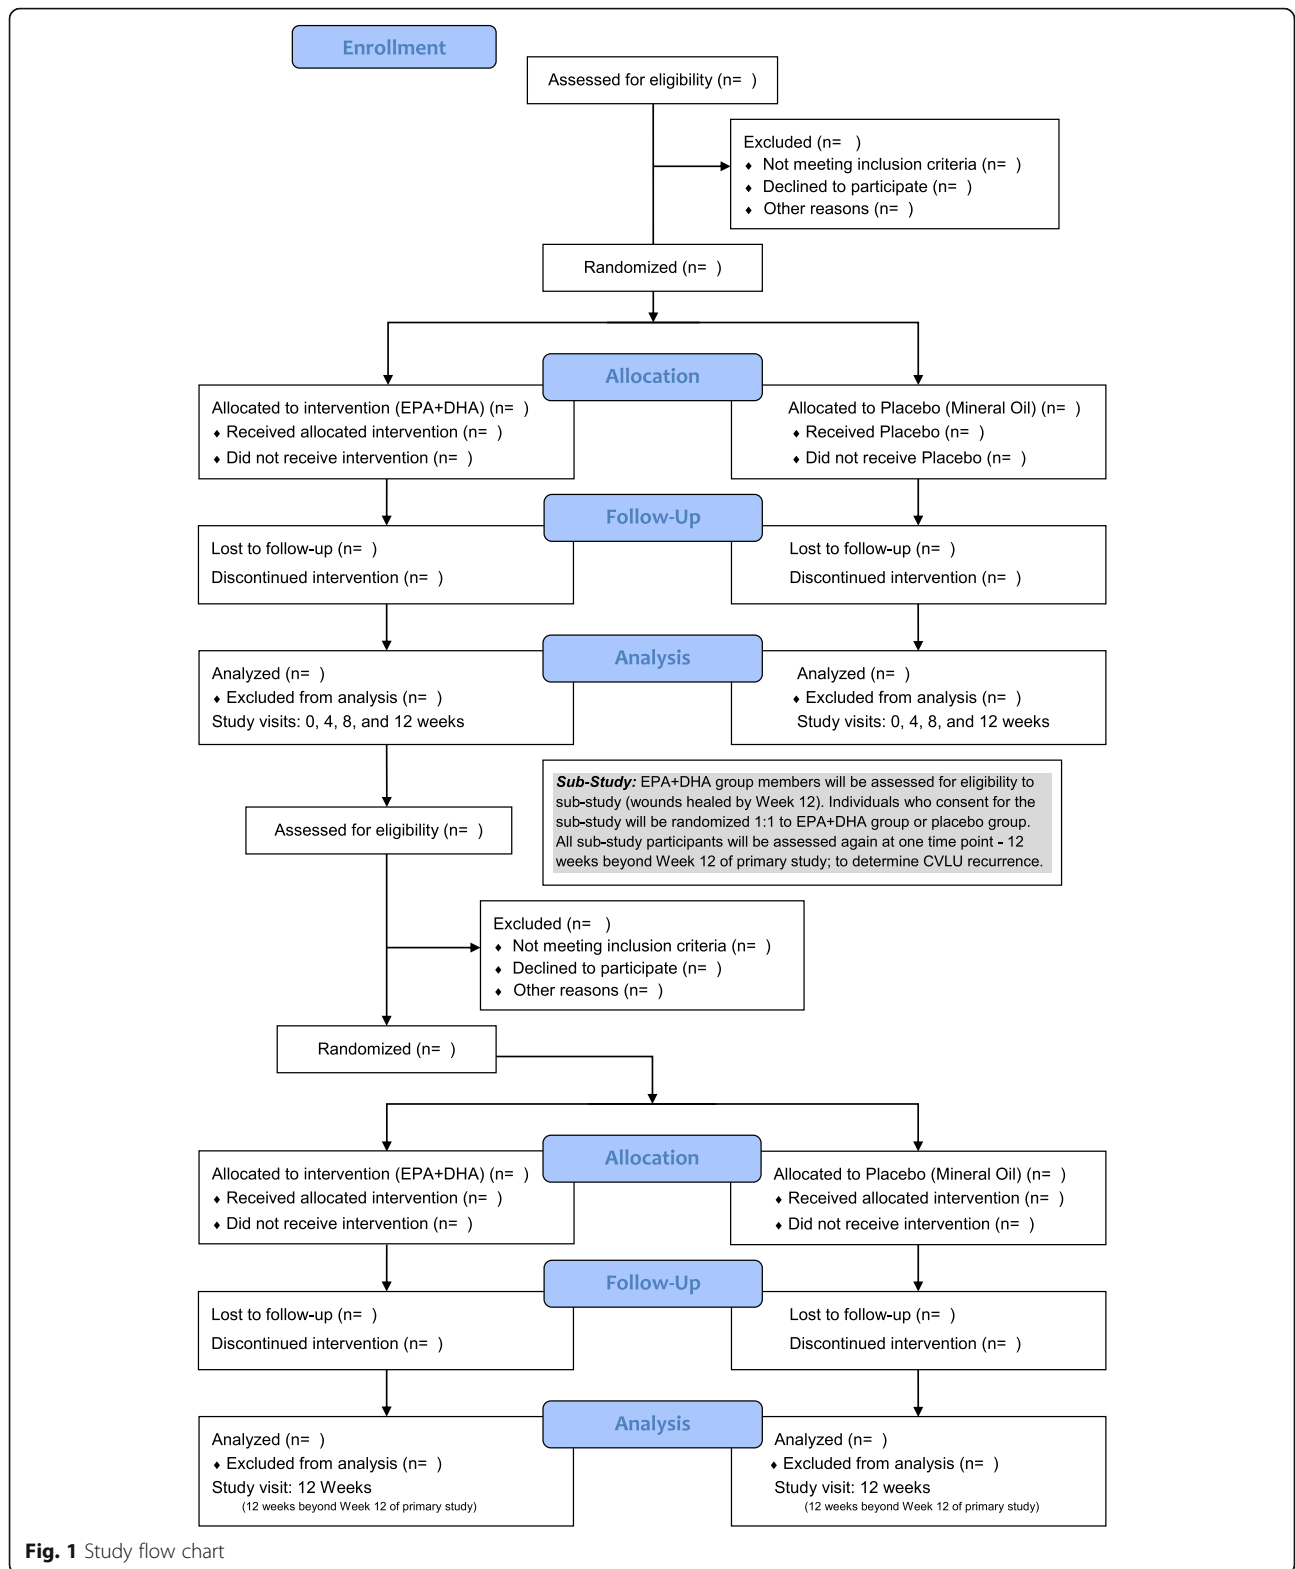 Enrollment
Assessed for eligibility (n= )
Excluded (n= )
♦ Not meeting inclusion criteria (n= )
♦ Declined to participate (n= )
♦ Other reasons (n= )
Randomized (n= )
Allocation
Allocated to intervention (EPA+DHA) (n= )
♦ Received allocated intervention (n= )
♦ Did not receive intervention (n= )
Allocated to Placebo (Mineral Oil) (n= )
♦ Received Placebo (n= )
♦ Did not receive Placebo (n= )
Follow-Up
Lost to follow-up (n= )
Discontinued intervention (n= )
Lost to follow-up (n= )
Discontinued intervention (n= )
Analysis
Analyzed (n= )
♦ Excluded from analysis (n= )
Study visits: 0, 4, 8, and 12 weeks
Analyzed (n= )
♦ Excluded from analysis (n= )
Study visits: 0, 4, 8, and 12 weeks
Sub-Study: EPA+DHA group members will be assessed for eligibility to
sub-study (wounds healed by Week 12). Individuals who consent for the
sub-study will be randomized 1:1 to EPA+DHA group or placebo group.
All sub-study participants will be assessed again at one time point - 12
weeks beyond Week 12 of primary study; to determine CVLU recurrence.
Assessed for eligibility (n= )
Excluded (n= )
♦ Not meeting inclusion criteria (n= )
♦ Declined to participate (n= )
♦ Other reasons (n= )
Randomized (n= )
Allocation
Allocated to intervention (EPA+DHA) (n= )
♦ Received allocated intervention (n= )
♦ Did not receive intervention (n= )
Allocated to Placebo (Mineral Oil) (n= )
♦ Received allocated intervention (n= )
♦ Did not receive intervention (n= )
Follow-Up
Lost to follow-up (n= )
Discontinued intervention (n= )
Lost to follow-up (n= )
Discontinued intervention (n= )
Analysis
Analyzed (n= )
♦ Excluded from analysis (n= )
Study visit: 12 Weeks
(12 weeks beyond Week 12 of primary study)
Analyzed (n= )
♦ Excluded from analysis (n= )
Study visit: 12 weeks
(12 weeks beyond Week 12 of primary study)
Fig. 1 Study flow chart